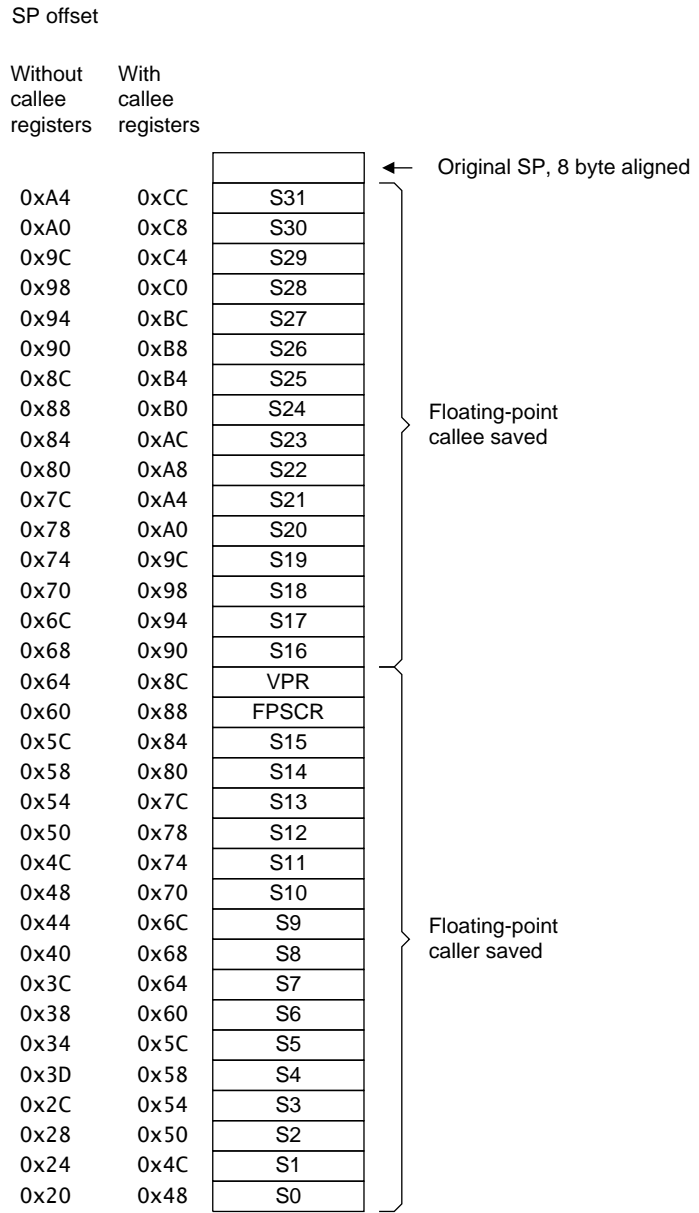 SP offset
Without callee registers With callee registers
Original SP, 8 byte aligned
0xA4 0xCC S31
0xA0 0xC8 S30
0x9C 0xC4 S29
0x98 0xC0 S28
0x94 0xBC S27
0x90 0xB8 S26
0x8C 0xB4 S25
0x88 0xB0 S24
Floating-point
callee saved
0x84 0xAC S23
0x80 0xA8 S22
0x7C 0xA4 S21
0x78 0xA0 S20
0x74 0x9C S19
0x70 0x98 S18
0x6C 0x94 S17
0x68 0x90 S16
0x64 0x8C VPR
0x60 0x88 FPSCR
0x5C 0x84 S15
0x58 0x80 S14
0x54 0x7C S13
0x50 0x78 S12
0x4C 0x74 S11
0x48 0x70 S10
0x44 0x6C S9
Floating-point
caller saved
0x40 0x68 S8
0x3C 0x64 S7
0x38 0x60 S6
0x34 0x5C S5
0x3D 0x58 S4
0x2C 0x54 S3
0x28 0x50 S2
0x24 0x4C S1
0x20 0x48 S0